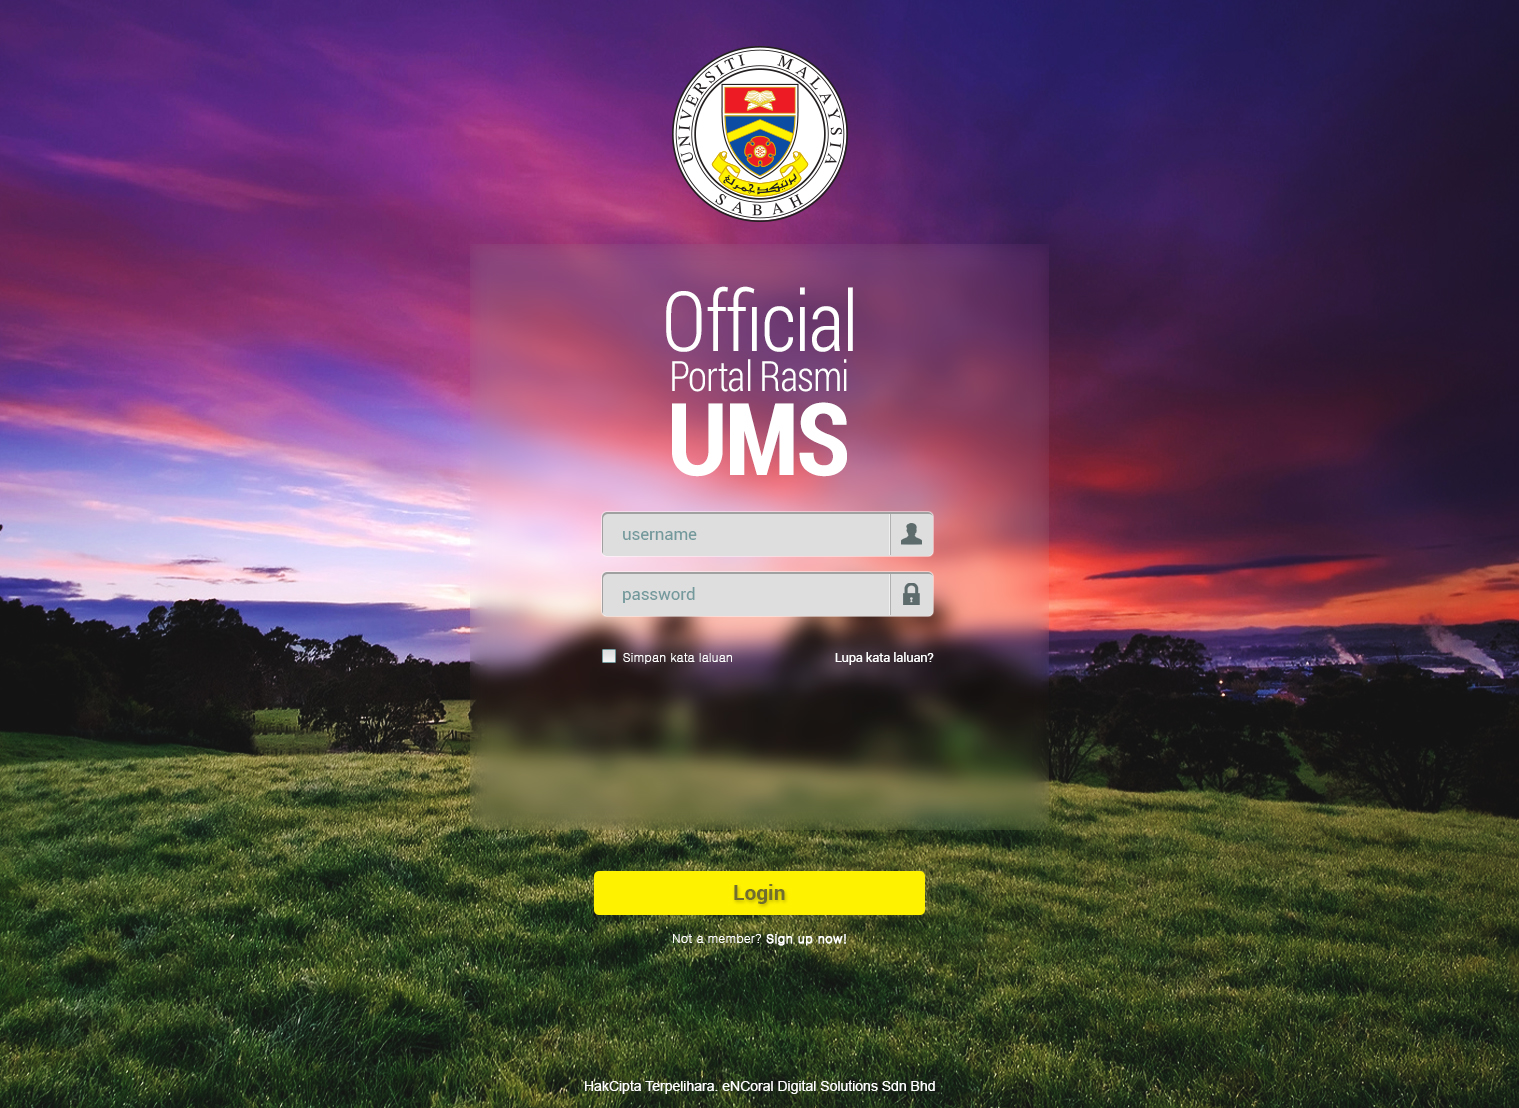 UNIVERSITI MALAYSIA
SABAH
Official
Portal Rasmi
UMS
username
password
Simpan kata laluan
Lupa kata laluan?
Login
Not a member? Sign up now!
HakCipta Terpelihara. eNCoral Digital Solutions Sdn Bhd